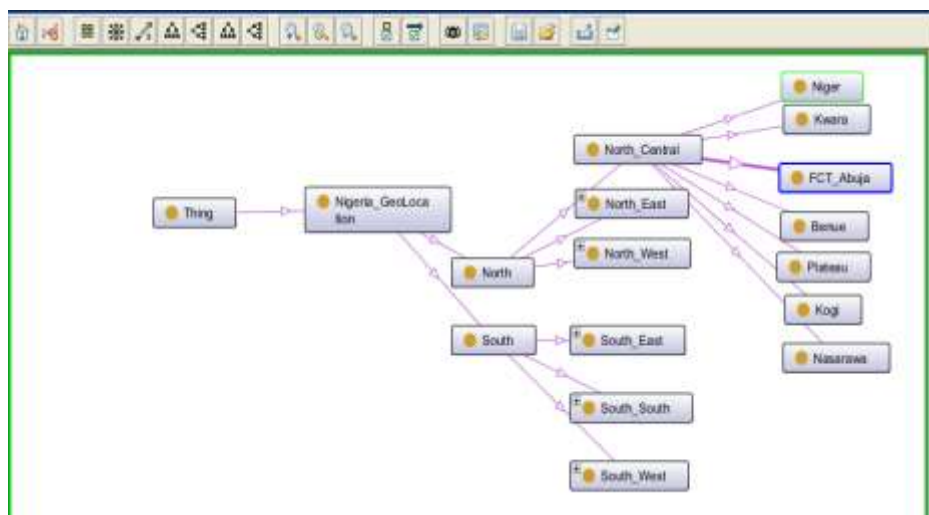 Thing
Nigeria_GeoLoca
tion
North
South
North_Central
North_East
North_West
South_East
South_South
South_West
Niger
Kwara
FCT_Abuja
Benue
Plateau
Kogi
Nasarawa